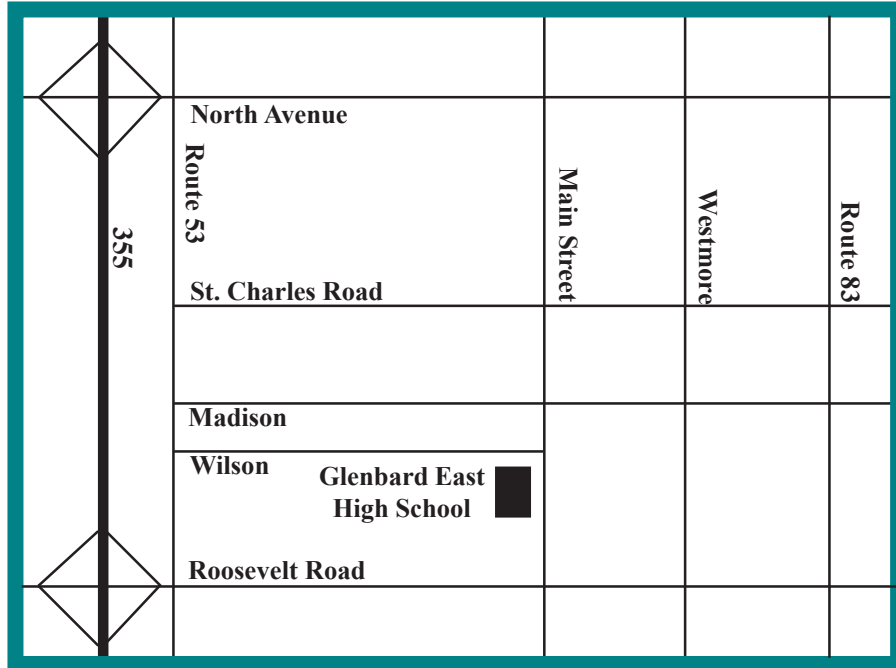 North Avenue
Route 53
355
Main Street
Westmore
Route 83
St. Charles Road
Madison
Wilson
Glenbard East
High School
Roosevelt Road